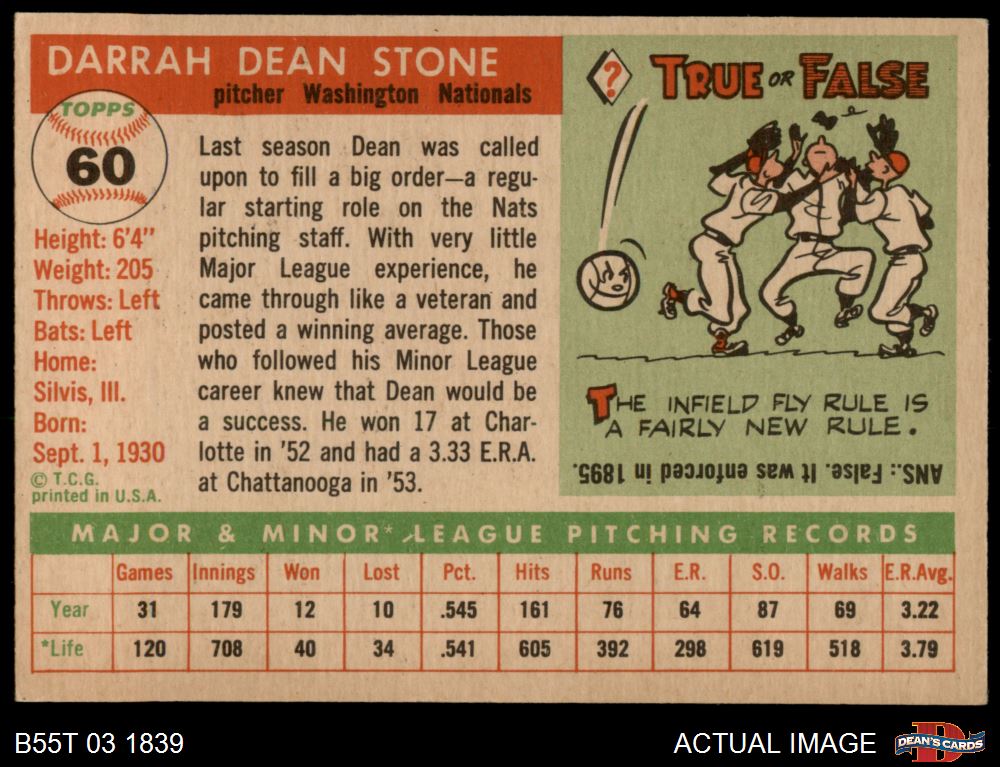 DARRAH DEAN STONE
pitcher Washington Nationals
TOPPS
60
Height: 6'4"
Weight: 205
Throws: Left
Bats: Left
Home:
Silvis, Ill.
Born:
Sept. 1, 1930
© T.C.G.
printed in U.S.A.
Last season Dean was called
upon to fill a big order—a regu-
lar starting role on the Nats
pitching staff. With very little
Major League experience, he
came through like a veteran and
posted a winning average. Those
who followed his Minor League
career knew that Dean would be
a success. He won 17 at Char-
lotte in '52 and had a 3.33 E.R.A.
at Chattanooga in '53.
? TRUE OR FALSE
THE INFIELD FLY RULE IS
A FAIRLY NEW RULE.
ANS.: False. It was enforced in 1895.
MAJOR & MINOR* LEAGUE PITCHING RECORDS
Games Innings Won Lost Pct. Hits Runs E.R. S.O. Walks E.R.Avg.
Year 31 179 12 10 .545 161 76 64 87 69 3.22
*Life 120 708 40 34 .541 605 392 298 619 518 3.79
B55T 03 1839
ACTUAL IMAGE
DEAN'S CARDS